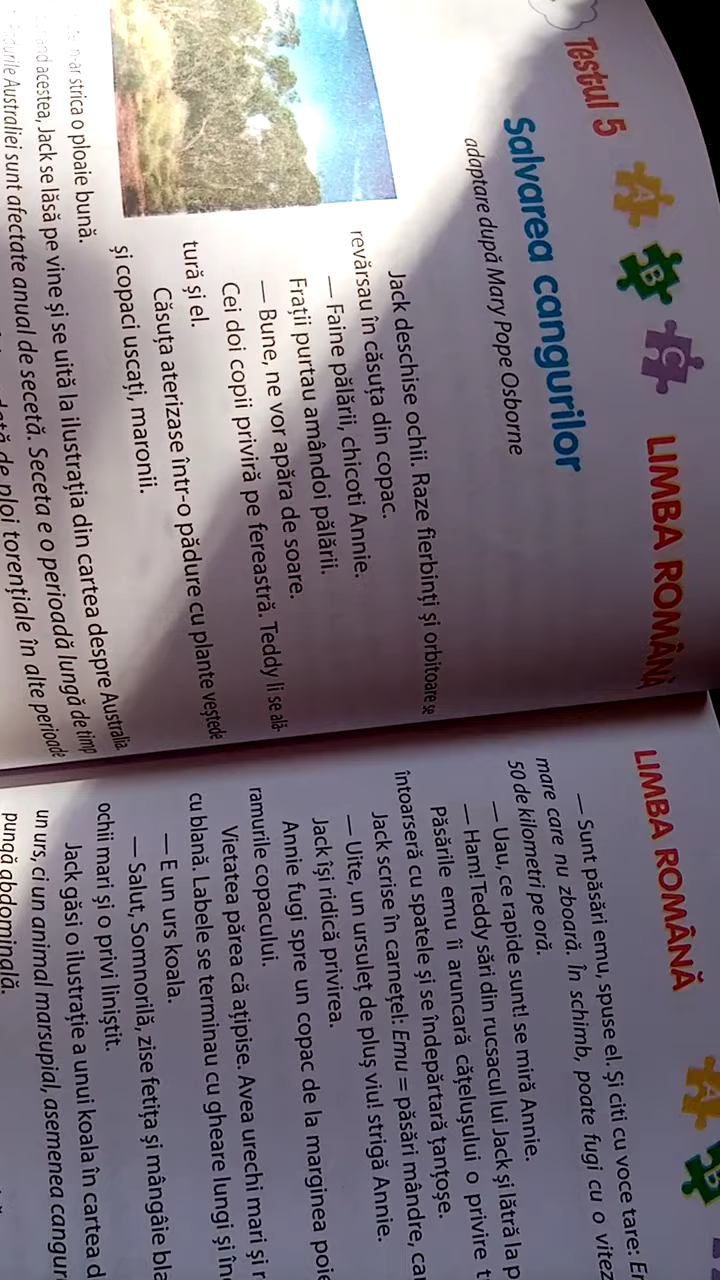 Testul 5
A B C
LIMBA ROMÂNĂ
Salvarea cangurilor
adaptare după Mary Pope Osborne
Jack deschise ochii. Raze fierbinți și orbitoare se
revărsau în căsuța din copac.
— Faine pălării, chicoti Annie.
Frații purtau amândoi pălării.
— Bune, ne vor apăra de soare.
Cei doi copii priviră pe fereastră. Teddy li se ală-
tură și el.
Căsuța aterizase într-o pădure cu plante veștede
și copaci uscați, maronii.
n-ar strica o ploaie bună.
acestea, Jack se lăsă pe vine și se uită la ilustrația din cartea despre Australia.
Australiei sunt afectate anual de secetă. Seceta e o perioadă lungă de timp
de ploi torențiale în alte perioade
LIMBA ROMÂNĂ
A B
— Sunt păsări emu, spuse el. Și citi cu voce tare:
mare care nu zboară. În schimb, poate fugi cu o
50 de kilometri pe oră.
— Uau, ce rapide sunt! se miră Annie.
— Ham! Teddy sări din rucsacul lui Jack și lătră la
Păsările emu îi aruncară cățelușului o privire
întoarseră cu spatele și se îndepărtară țanțoșe.
Jack scrise în carnețel: Emu = păsări mândre,
— Uite, un ursuleț de pluș viu! strigă Annie.
Jack își ridică privirea.
Annie fugi spre un copac de la marginea
ramurile copacului.
Vietatea părea că ațipise. Avea urechi mari și
cu blană. Labele se terminau cu gheare lungi și
— E un urs koala.
— Salut, Somnorilă, zise fetița și mângâie
ochii mari și o privi liniștit.
Jack găsi o ilustrație a unui koala în cartea
un urs, ci un animal marsupial, asemenea
pungă abdominală.